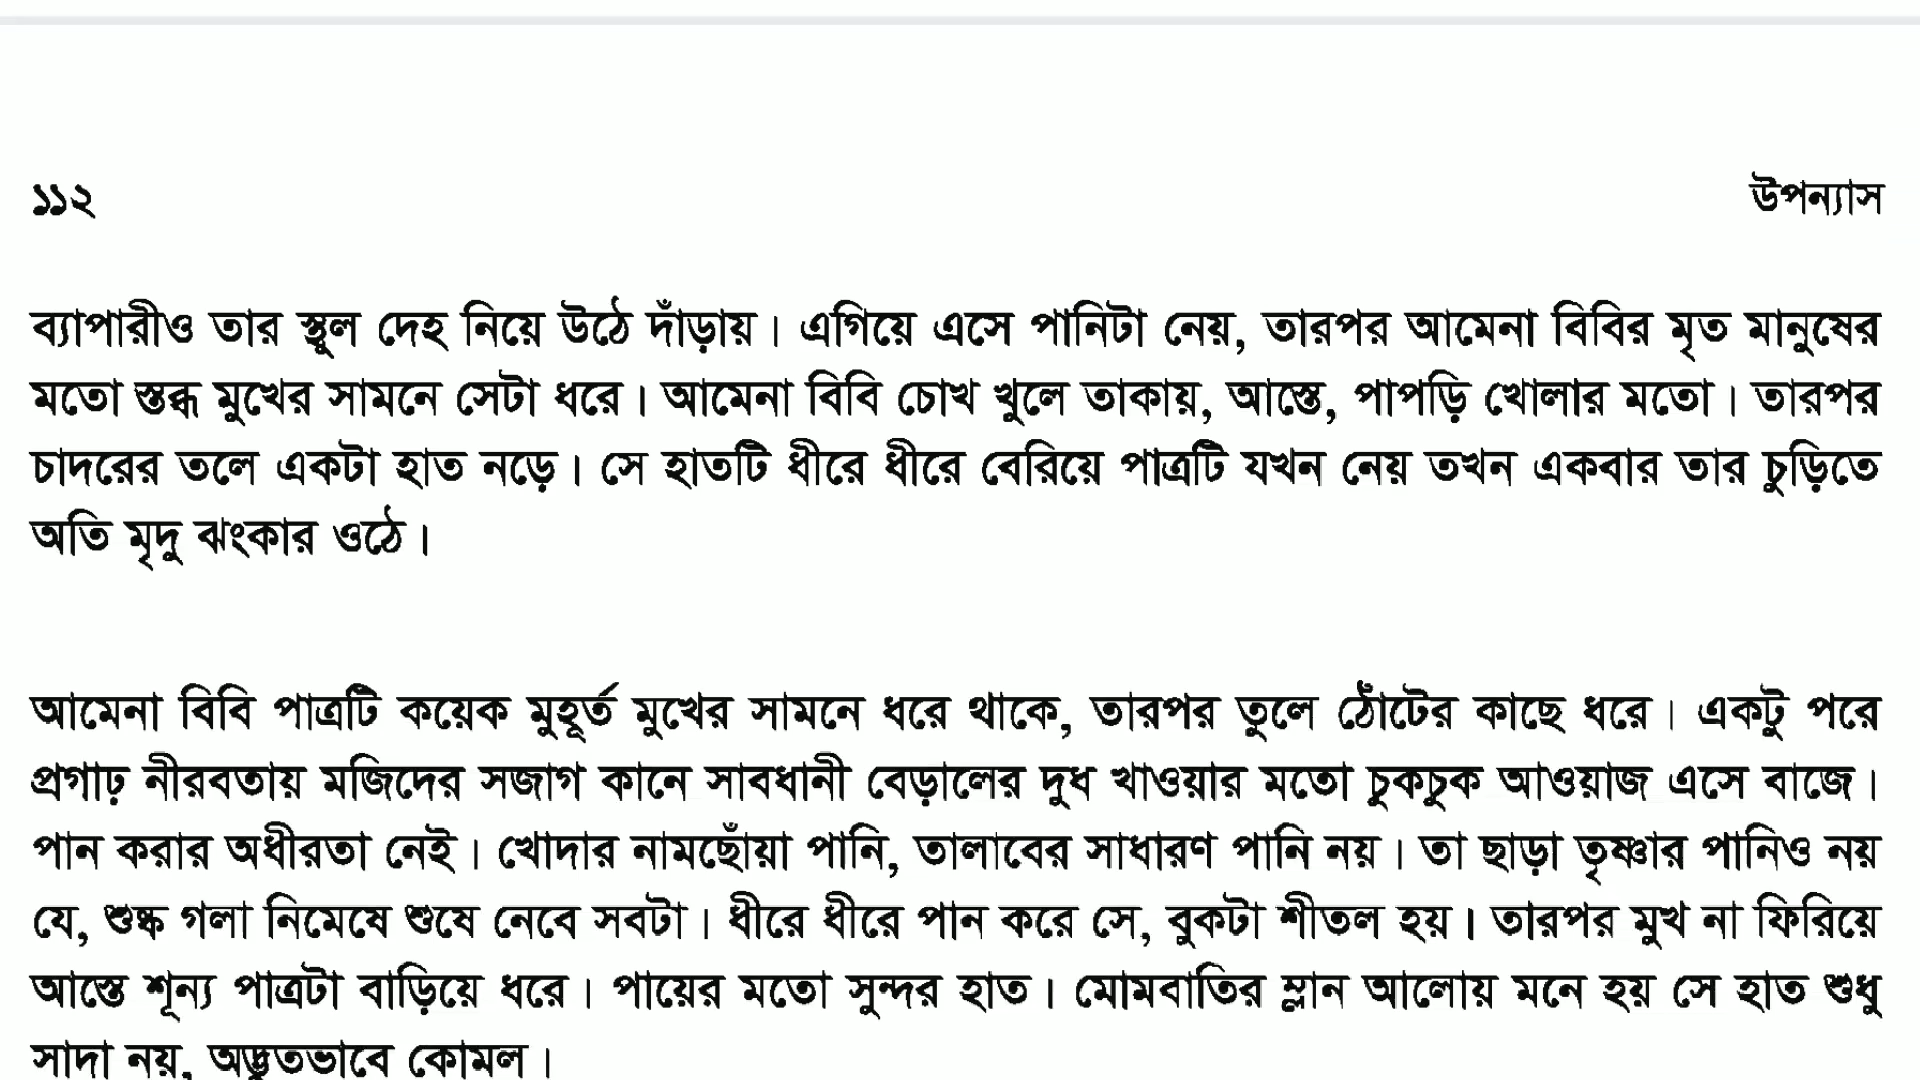 ১১২
উপন্যাস
ব্যাপারীও তার স্থূল দেহ নিয়ে উঠে দাঁড়ায়। এগিয়ে এসে পানিটা নেয়, তারপর আমেনা বিবির মৃত মানুষের
মতো স্তব্ধ মুখের সামনে সেটা ধরে। আমেনা বিবি চোখ খুলে তাকায়, আস্তে, পাপড়ি খোলার মতো। তারপর
চাদরের তলে একটা হাত নড়ে। সে হাতটি ধীরে ধীরে বেরিয়ে পাত্রটি যখন নেয় তখন একবার তার চুড়িতে
অতি মৃদু ঝংকার ওঠে।
আমেনা বিবি পাত্রটি কয়েক মুহূর্ত মুখের সামনে ধরে থাকে, তারপর তুলে ঠোঁটের কাছে ধরে। একটু পরে
প্রগাঢ় নীরবতায় মজিদের সজাগ কানে সাবধানী বেড়ালের দুধ খাওয়ার মতো চুকচুক আওয়াজ এসে বাজে।
পান করার অধীরতা নেই। খোদার নামছোঁয়া পানি, তালাবের সাধারণ পানি নয়। তা ছাড়া তৃষ্ণার পানিও নয়
যে, শুষ্ক গলা নিমেষে শুষে নেবে সবটা। ধীরে ধীরে পান করে সে, বুকটা শীতল হয়। তারপর মুখ না ফিরিয়ে
আস্তে শূন্য পাত্রটা বাড়িয়ে ধরে। পায়ের মতো সুন্দর হাত। মোমবাতির ম্লান আলোয় মনে হয় সে হাত শুধু
সাদা নয়, অদ্ভুতভাবে কোমল।